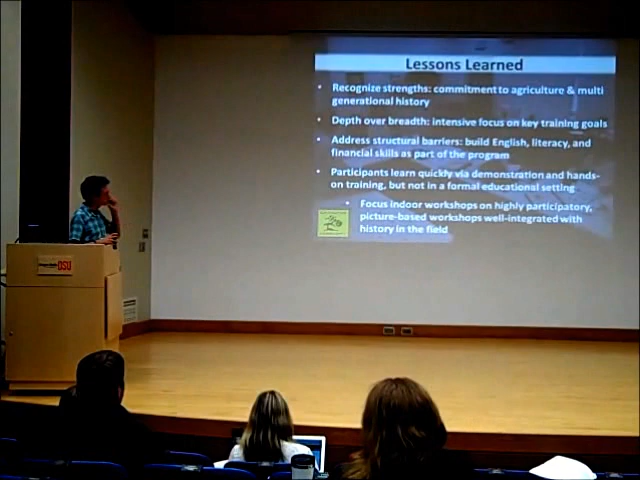 Lessons Learned
• Recognize strengths: commitment to agriculture & multi
generational history
• Depth over breadth: intensive focus on key training goals
• Address structural barriers: build English, literacy, and
financial skills as part of the program
• Participants learn quickly via demonstration and hands-
on training, but not in a formal educational setting
• Focus indoor workshops on highly participatory,
picture-based workshops well-integrated with
history in the field
OSU